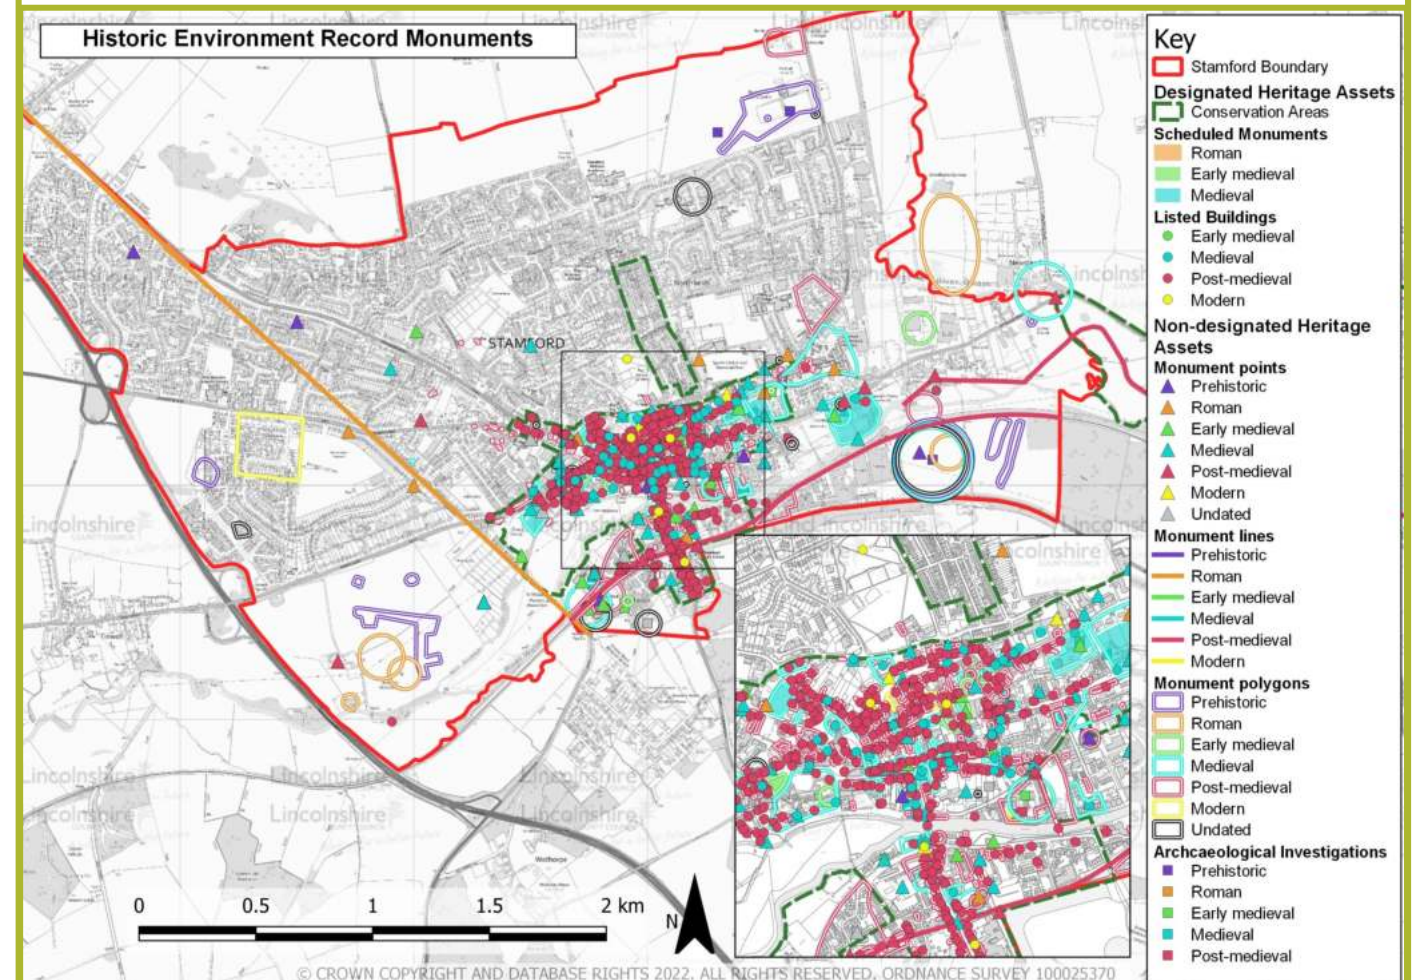 Historic Environment Record Monuments
Key
Stamford Boundary
Designated Heritage Assets
Conservation Areas
Scheduled Monuments
Roman
Early medieval
Medieval
Listed Buildings
Early medieval
Medieval
Post-medieval
Modern
Non-designated Heritage
Assets
Monument points
Prehistoric
Roman
Early medieval
Medieval
Post-medieval
Modern
Undated
Monument lines
Prehistoric
Roman
Early medieval
Medieval
Post-medieval
Modern
Monument polygons
Prehistoric
Roman
Early medieval
Medieval
Post-medieval
Modern
Undated
Archcaeological Investigations
Prehistoric
Roman
Early medieval
Medieval
Post-medieval
STAMFORD
Lincolnshire
COUNTY COUNCIL
Lincolnshire
Lincolnshire
Lincolnshire
0 0.5 1 1.5 2 km
N
© CROWN COPYRIGHT AND DATABASE RIGHTS 2022. ALL RIGHTS RESERVED. ORDNANCE SURVEY 100025370